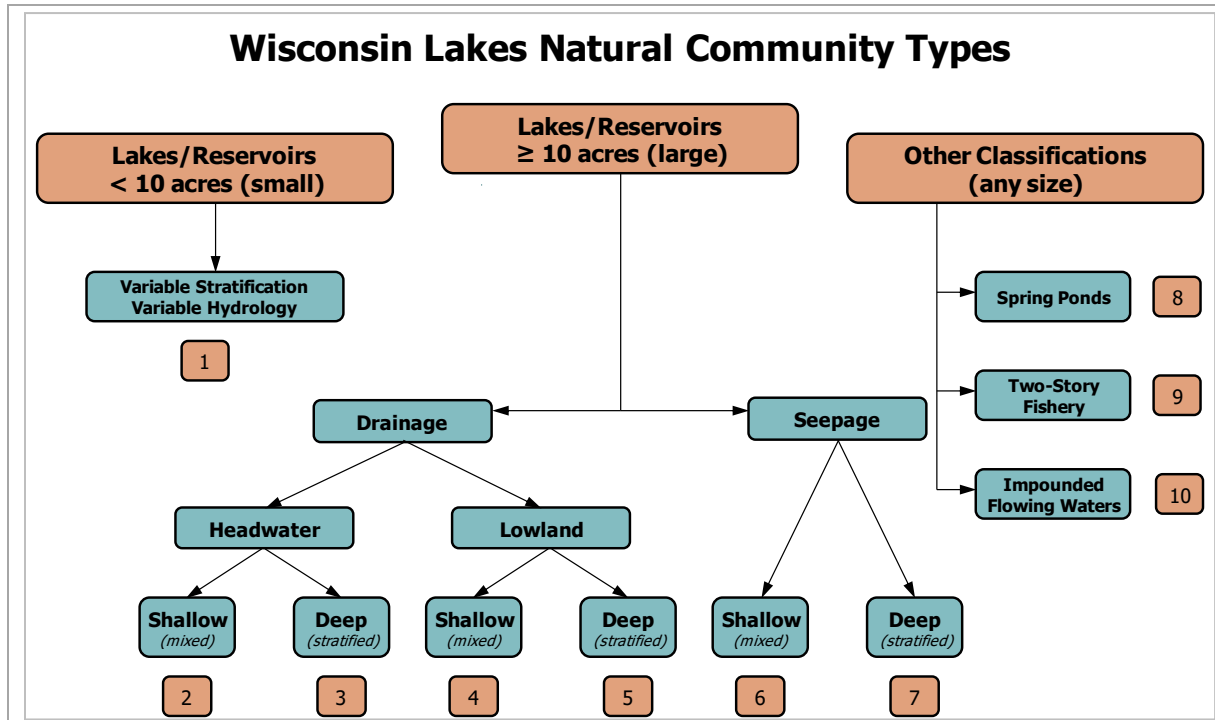 Wisconsin Lakes Natural Community Types
Lakes/Reservoirs
< 10 acres (small)
Lakes/Reservoirs
≥ 10 acres (large)
Other Classifications
(any size)
Variable Stratification
Variable Hydrology
1
Spring Ponds
8
Two-Story
Fishery
9
Impounded
Flowing Waters
10
Drainage
Seepage
Headwater
Lowland
Shallow
(mixed)
Deep
(stratified)
Shallow
(mixed)
Deep
(stratified)
Shallow
(mixed)
Deep
(stratified)
2
3
4
5
6
7